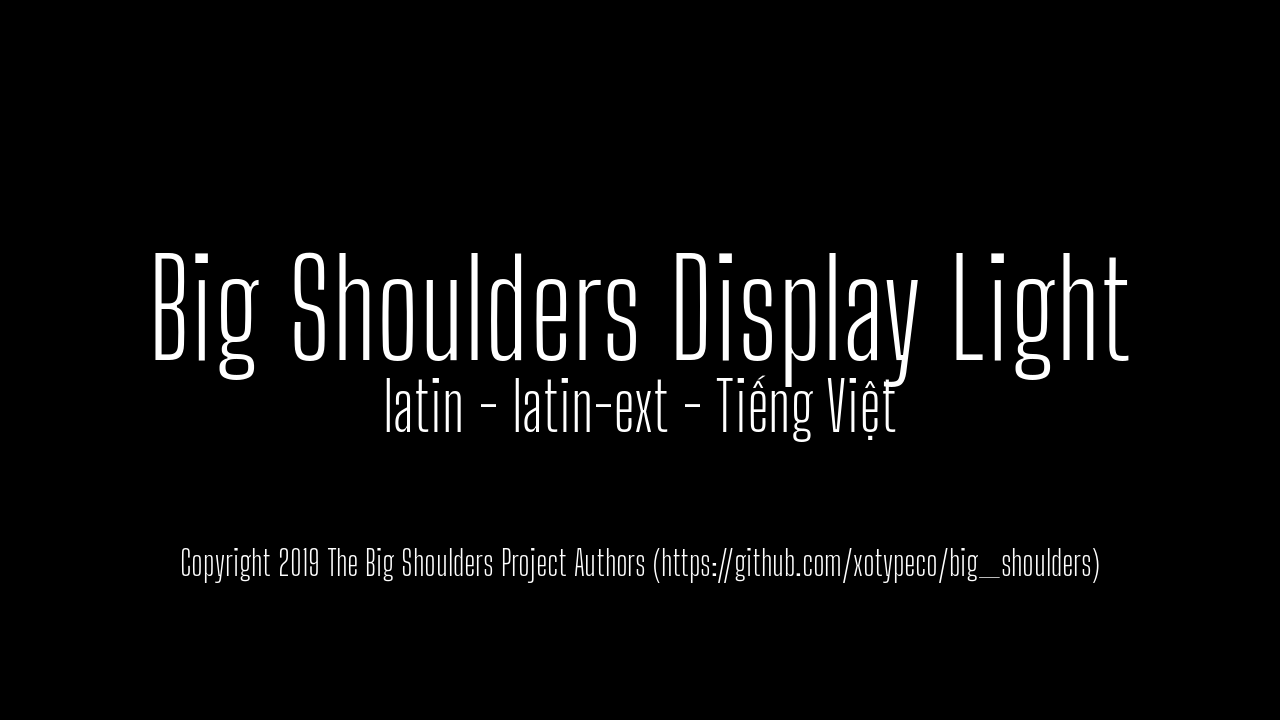 Big Shoulders Display Light
latin - latin-ext - Tiếng Việt
Copyright 2019 The Big Shoulders Project Authors (https://github.com/xotypeco/big_shoulders)